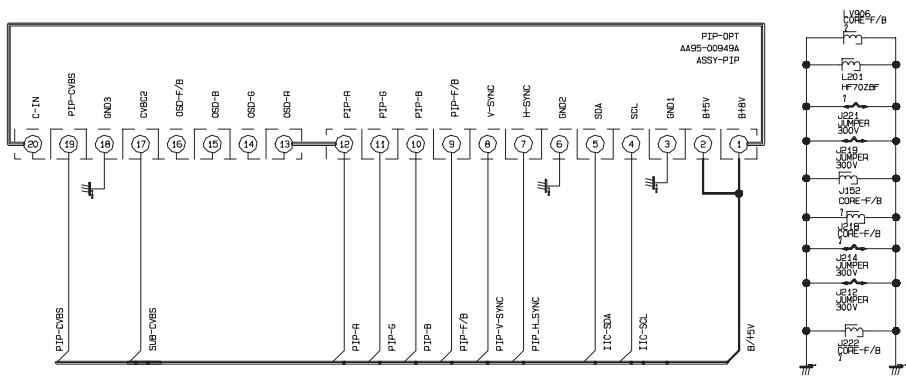 PIP-OPT
AA95-00949A
ASSY-PIP
C-IN
PIP-CVBS
GND3
CVBC2
OSD-F/B
OSD-B
OSD-G
OSD-R
PIP-R
PIP-G
PIP-B
PIP-F/B
V-SYNC
H-SYNC
GND2
SDA
SCL
GND1
B+5V
B+8V
20
19
18
17
16
15
14
13
12
11
10
9
8
7
6
5
4
3
2
1
PIP-CVBS
SUB-CVBS
PIP-R
PIP-G
PIP-B
PIP-F/B
PIP-V-SYNC
PIP_H_SYNC
IIC-SDA
IIC-SCL
LV906
CORE-F/B
?
L201
HF70ZBF
?
J221
JUMPER
300V
J219
JUMPER
300V
J152
CORE-F/B
?
J218
CORE-F/B
?
J214
JUMPER
300V
J212
JUMPER
300V
J222
CORE-F/B
?